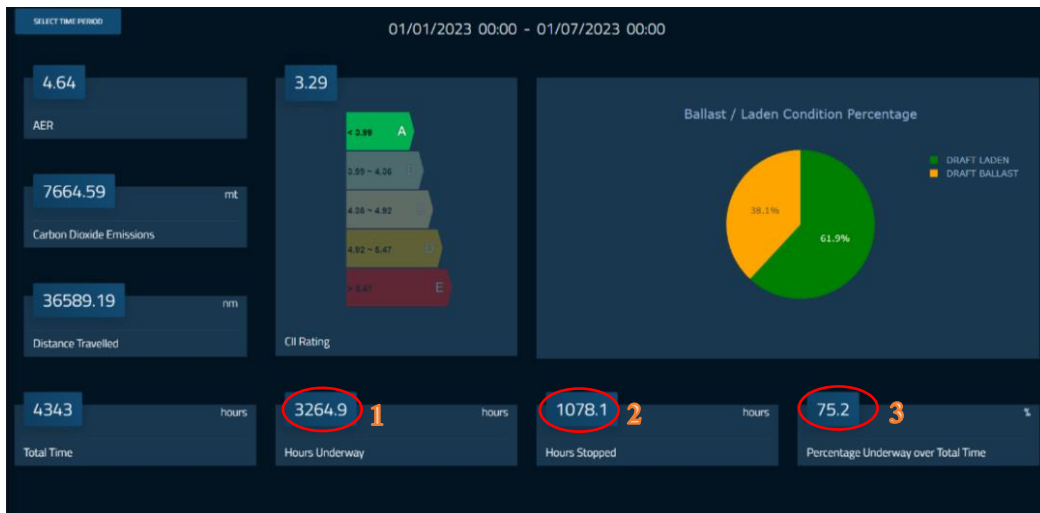 SELECT TIME PERIOD
01/01/2023 00:00 - 01/07/2023 00:00
4.64
AER
7664.59 mt
Carbon Dioxide Emissions
36589.19 nm
Distance Travelled
3.29
< 3.99 A
3.99 ~ 4.36
4.36 ~ 4.92
4.92 ~ 5.47 D
E
CII Rating
Ballast / Laden Condition Percentage
DRAFT LADEN
DRAFT BALLAST
38.1%
61.9%
4343 hours
Total Time
3264.9 1 hours
Hours Underway
1078.1 2 hours
Hours Stopped
75.2 3 %
Percentage Underway over Total Time